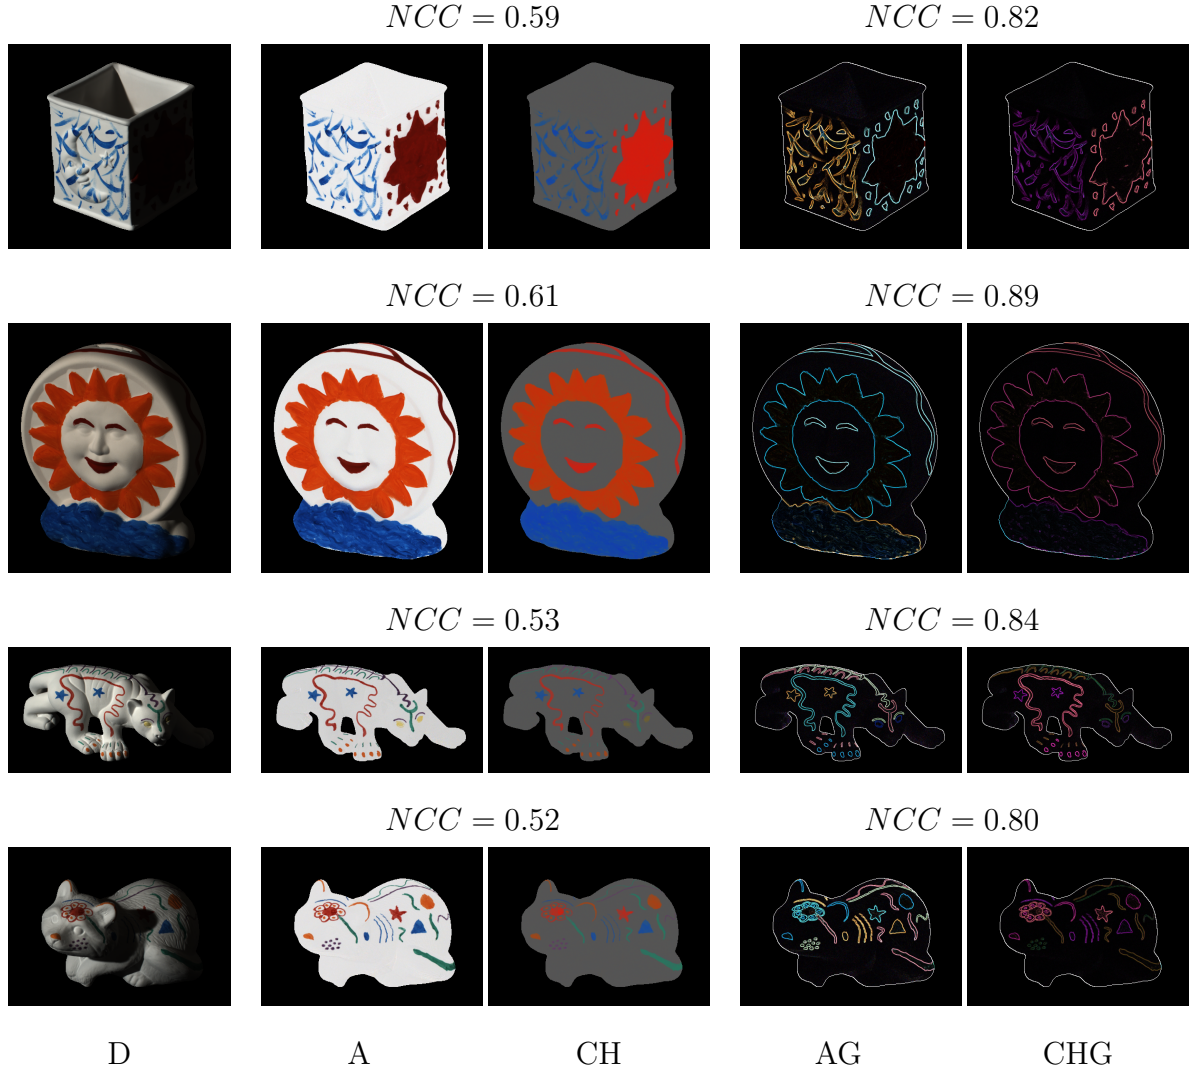 NCC = 0.59 NCC = 0.82
NCC = 0.61 NCC = 0.89
NCC = 0.53 NCC = 0.84
NCC = 0.52 NCC = 0.80
D A CH AG CHG